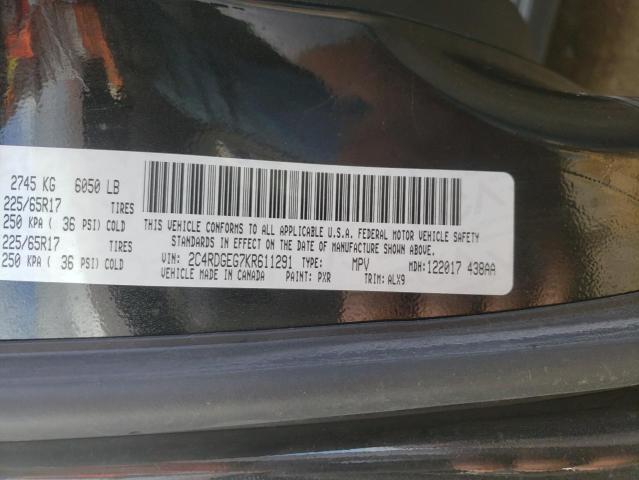 2745 KG 6050 LB
225/65R17 TIRES
250 KPA ( 36 PSI) COLD
225/65R17 TIRES
250 KPA ( 36 PSI) COLD
THIS VEHICLE CONFORMS TO ALL APPLICABLE U.S.A. FEDERAL MOTOR VEHICLE SAFETY
STANDARDS IN EFFECT ON THE DATE OF MANUFACTURE SHOWN ABOVE.
VIN: 2C4RDGEG7KR611291 TYPE: MPV MDH:122017 438AA
VEHICLE MADE IN CANADA PAINT: PXR TRIM:ALX9